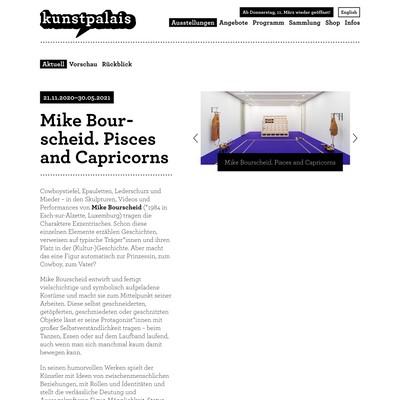 kunstpalais
Ab Donnerstag, 11. März wieder geöffnet!
English
Ausstellungen Angebote Programm Sammlung Shop Infos
Aktuell Vorschau Rückblick
21.11.2020–30.05.2021
Mike Bour-
scheid. Pisces
and Capricorns
Mike Bourscheid, Pisces and Capricorns
Cowboystiefel, Epauletten, Lederschurz und
Mieder – in den Skulpturen, Videos und
Performances von Mike Bourscheid (*1984 in
Esch-sur-Alzette, Luxemburg) tragen die
Charaktere Exzentrisches. Schon diese
einzelnen Elemente erzählen Geschichten,
verweisen auf typische Träger*innen und ihren
Platz in der (Kultur-)Geschichte. Aber macht
das eine Figur automatisch zur Prinzessin, zum
Cowboy, zum Vater?
Mike Bourscheid entwirft und fertigt
vielschichtige und symbolisch aufgeladene
Kostüme und macht sie zum Mittelpunkt seiner
Arbeiten. Diese selbst geschneiderten,
getöpferten, geschmiedeten oder geschnitzten
Objekte lässt er seine Protagonist*innen mit
großer Selbstverständlichkeit tragen – beim
Tanzen, Essen oder auf dem Laufband laufend,
auch wenn man sich manchmal kaum damit
bewegen kann.
In seinen humorvollen Werken spielt der
Künstler mit Ideen von zwischenmenschlichen
Beziehungen, mit Rollen und Identitäten und
stellt die verlässliche Deutung und